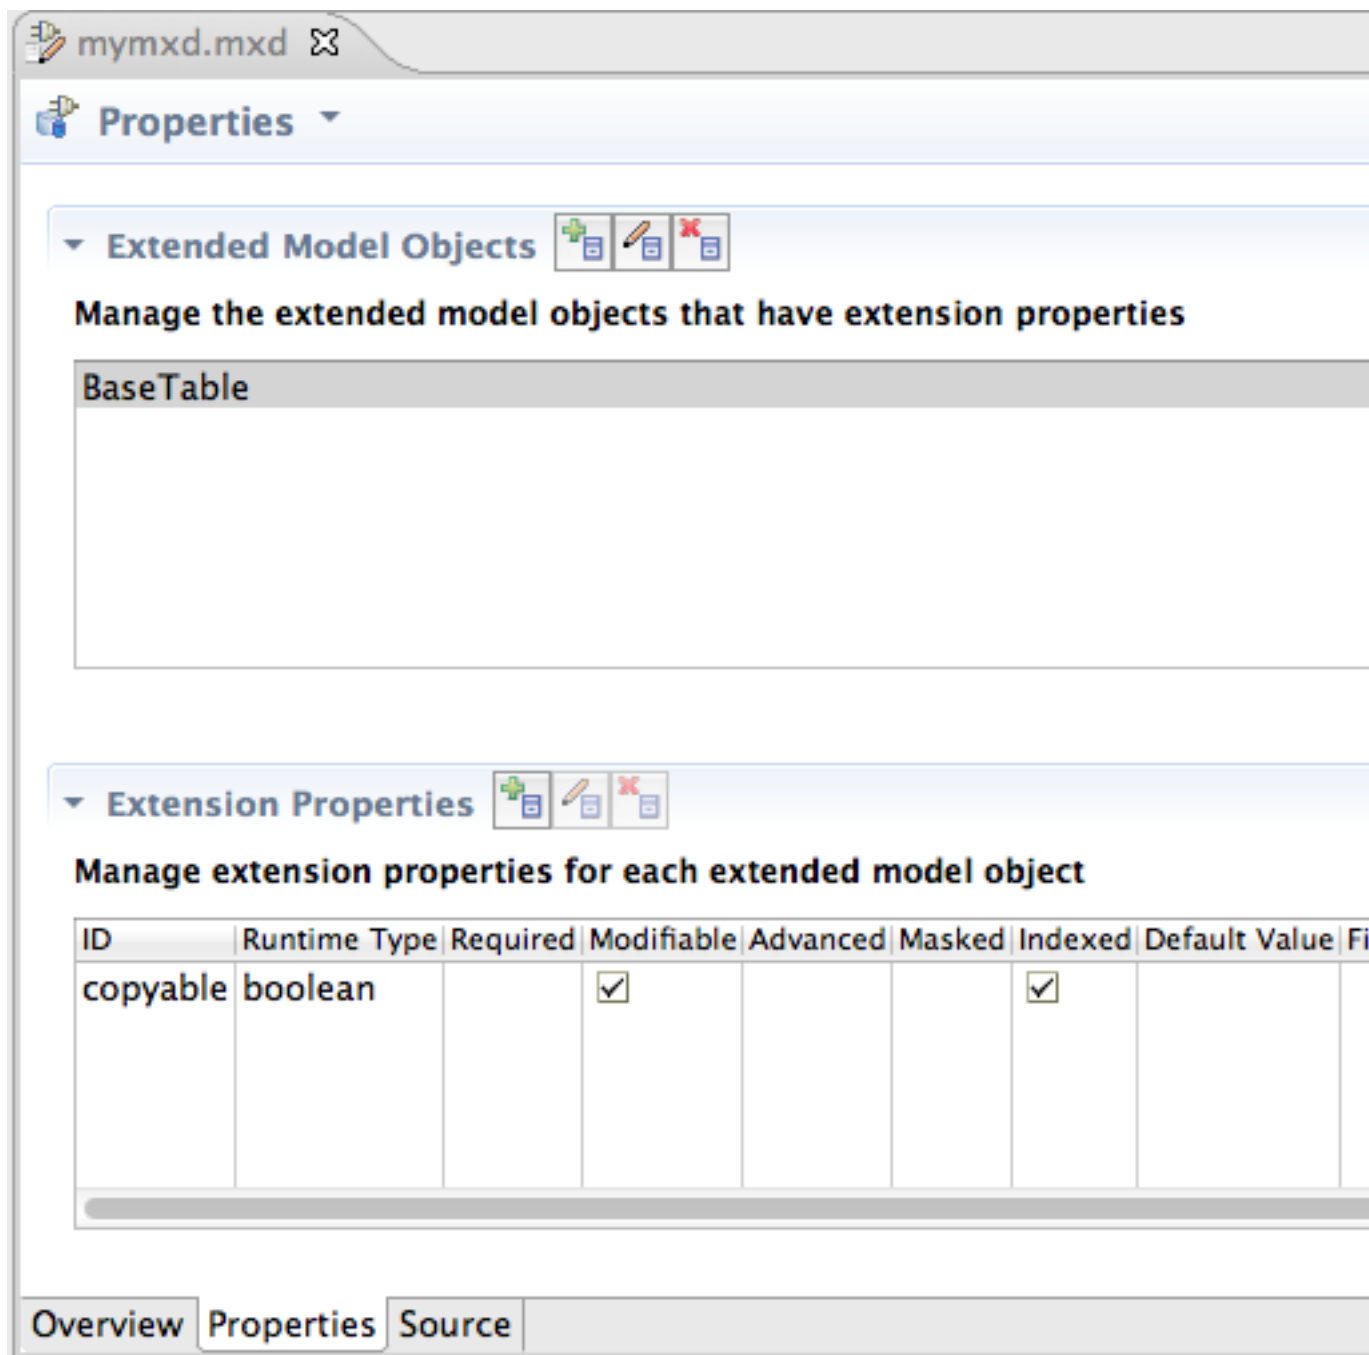 mymxd.mxd
Properties
Extended Model Objects
Manage the extended model objects that have extension properties
BaseTable
Extension Properties
Manage extension properties for each extended model object
ID Runtime Type Required Modifiable Advanced Masked Indexed Default Value Fi
copyable boolean
Overview Properties Source